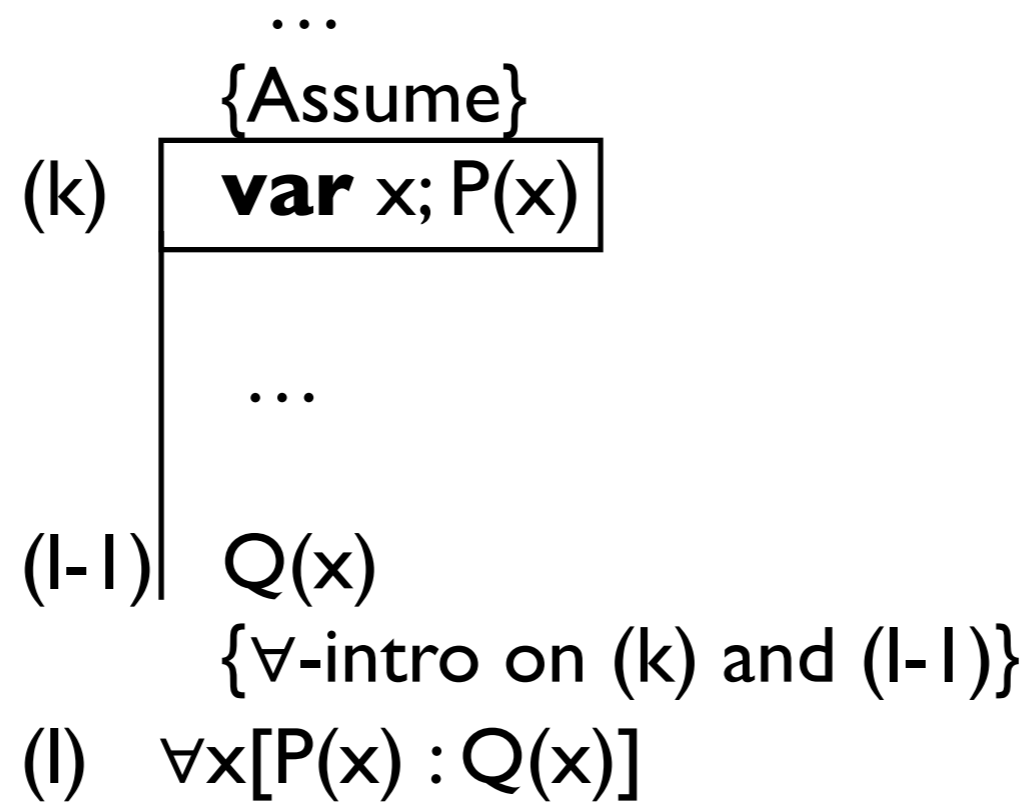 …
{Assume}
(k) var x; P(x)
…
(l-1) Q(x)
{∀-intro on (k) and (l-1)}
(l) ∀x[P(x) : Q(x)]